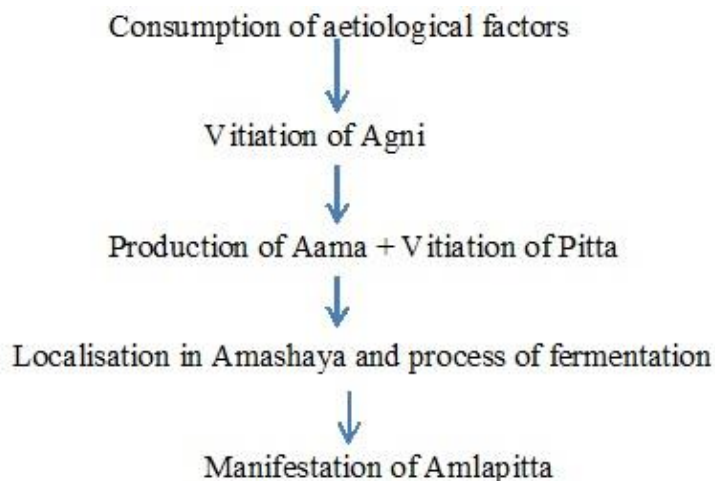 Consumption of aetiological factors
Vitiation of Agni
Production of Aama + Vitiation of Pitta
Localisation in Amashaya and process of fermentation
Manifestation of Amlapitta